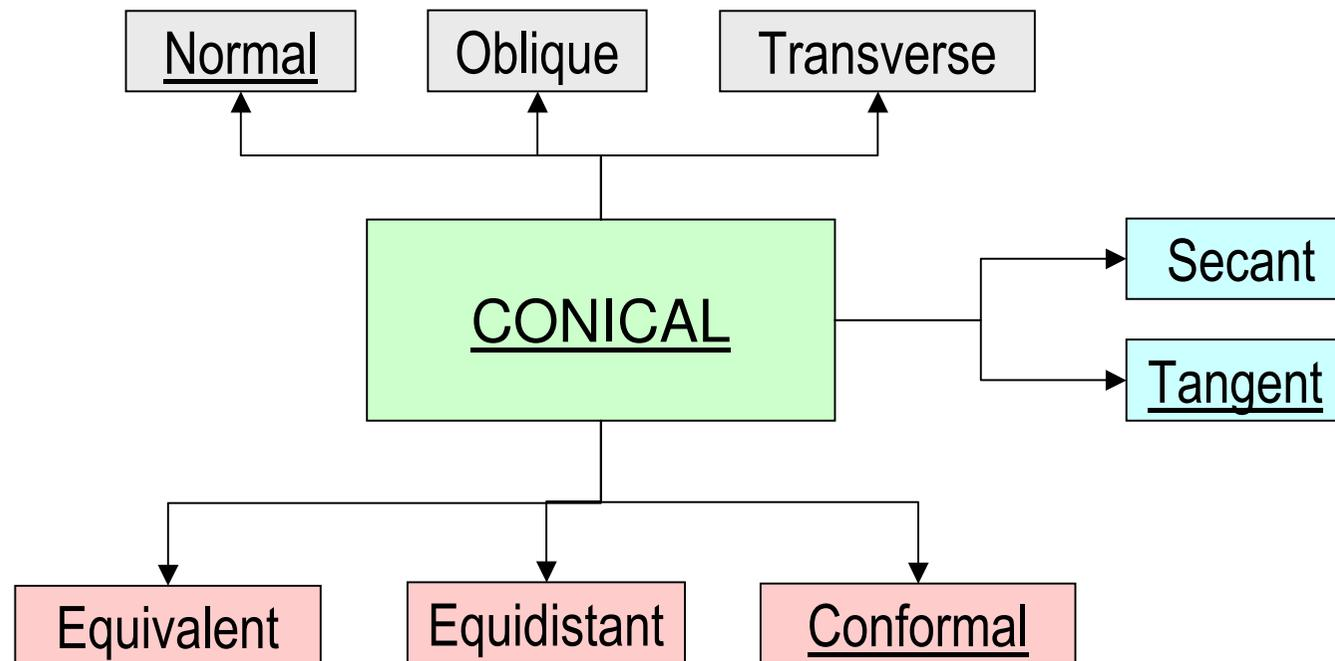 Normal
Oblique
Transverse
CONICAL
Secant
Tangent
Equivalent
Equidistant
Conformal